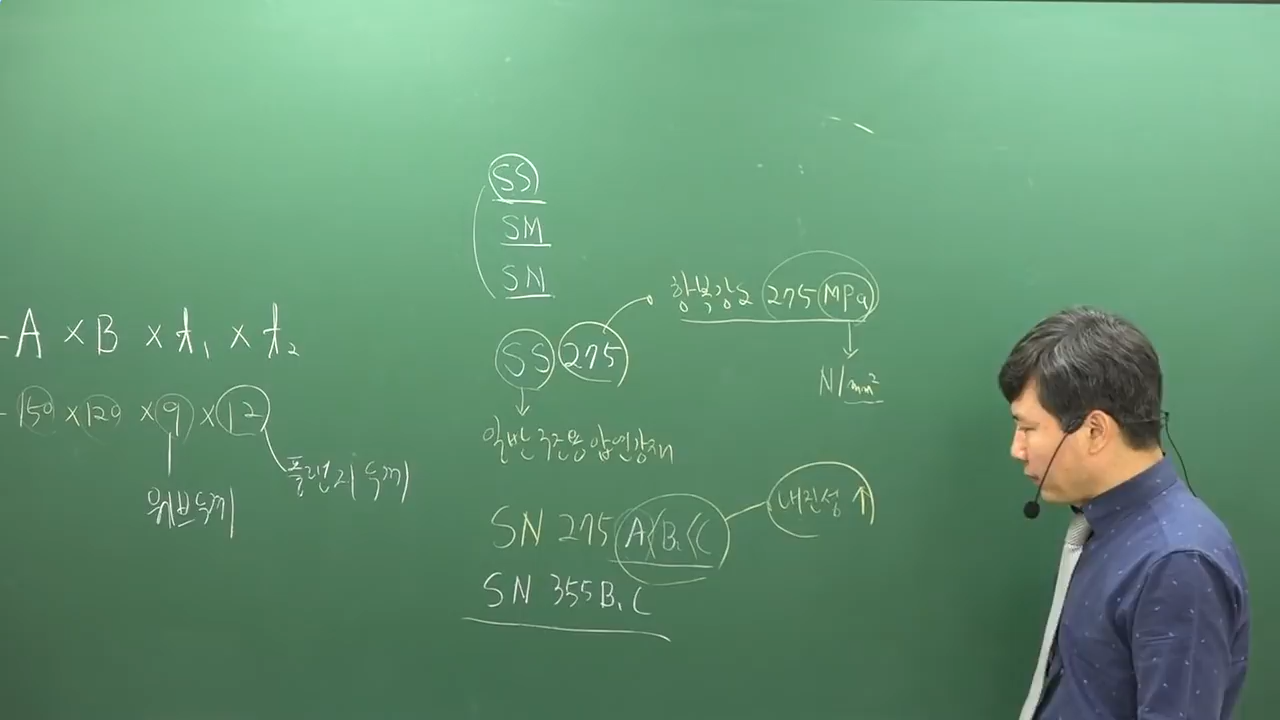 -A × B × t₁ × t₂
-150 × 120 × 9 × 12
웨브두께
플랜지 두께
SS
SM
SN
SS 275
항복강도 275 MPa
N/mm²
일반구조용 압연강재
SN 275 A<B<C
내진성 ↑
SN 355 B, C